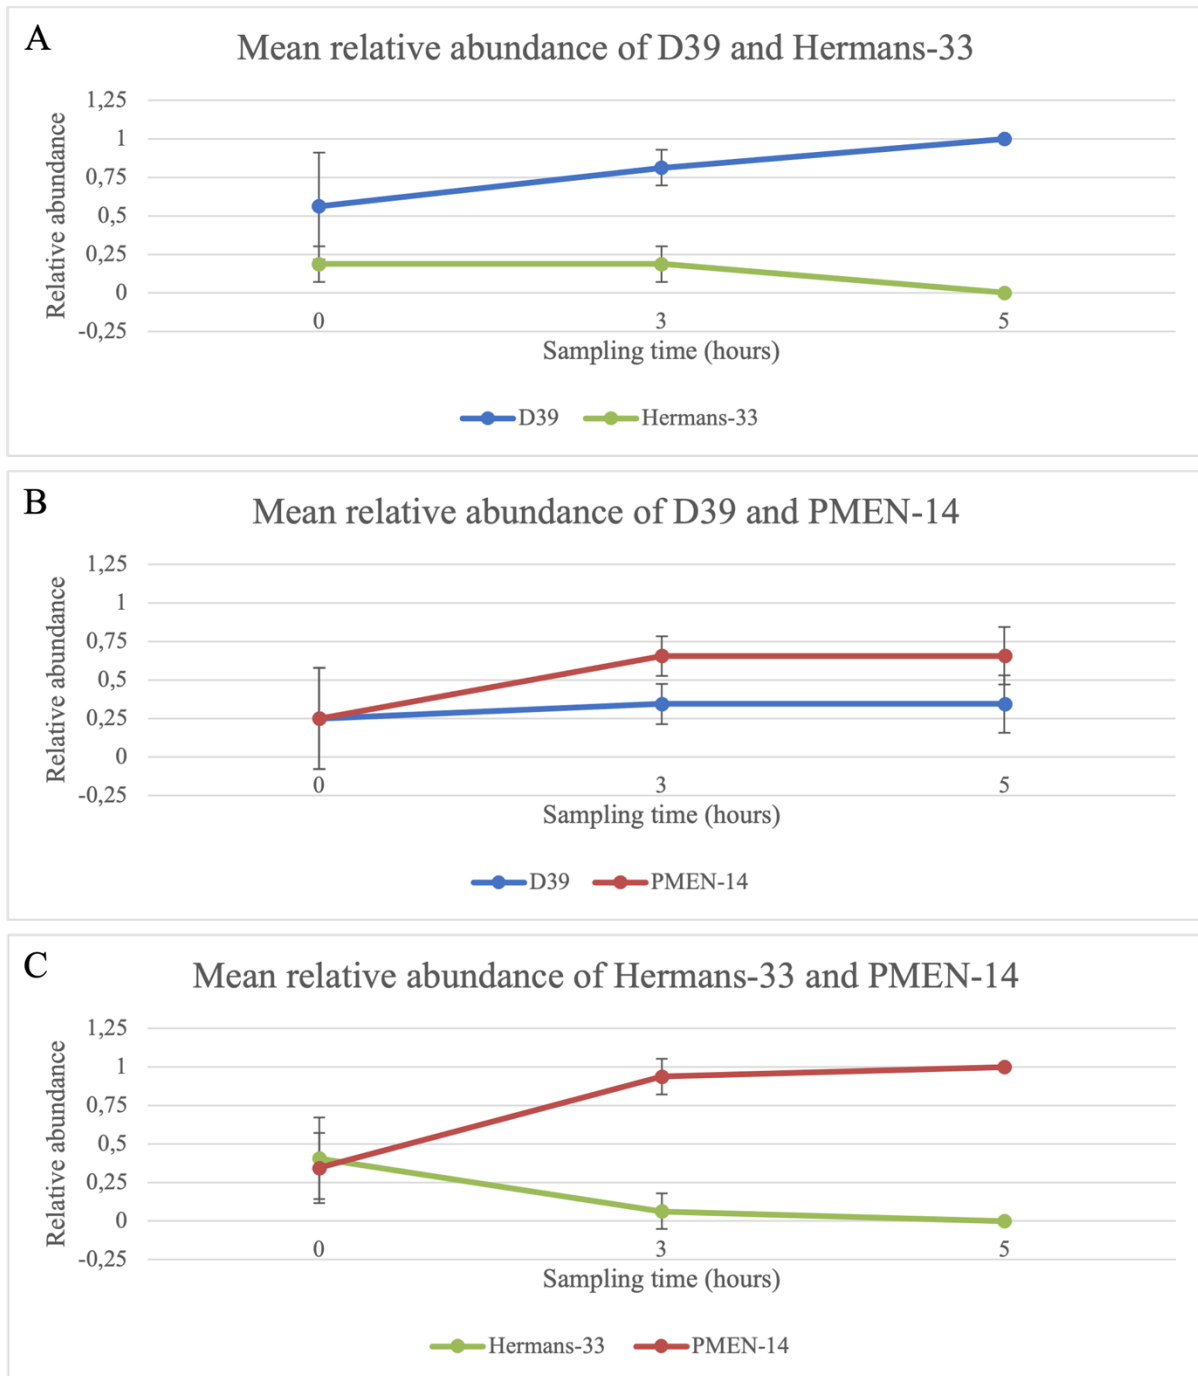 A
Mean relative abundance of D39 and Hermans-33
1,25
1
0,75
0,5
0,25
0
-0,25
Relative abundance
0 3 5
Sampling time (hours)
D39 Hermans-33
B
Mean relative abundance of D39 and PMEN-14
1,25
1
0,75
0,5
0,25
0
-0,25
Relative abundance
0 3 5
Sampling time (hours)
D39 PMEN-14
C
Mean relative abundance of Hermans-33 and PMEN-14
1,25
1
0,75
0,5
0,25
0
-0,25
Relative abundance
0 3 5
Sampling time (hours)
Hermans-33 PMEN-14